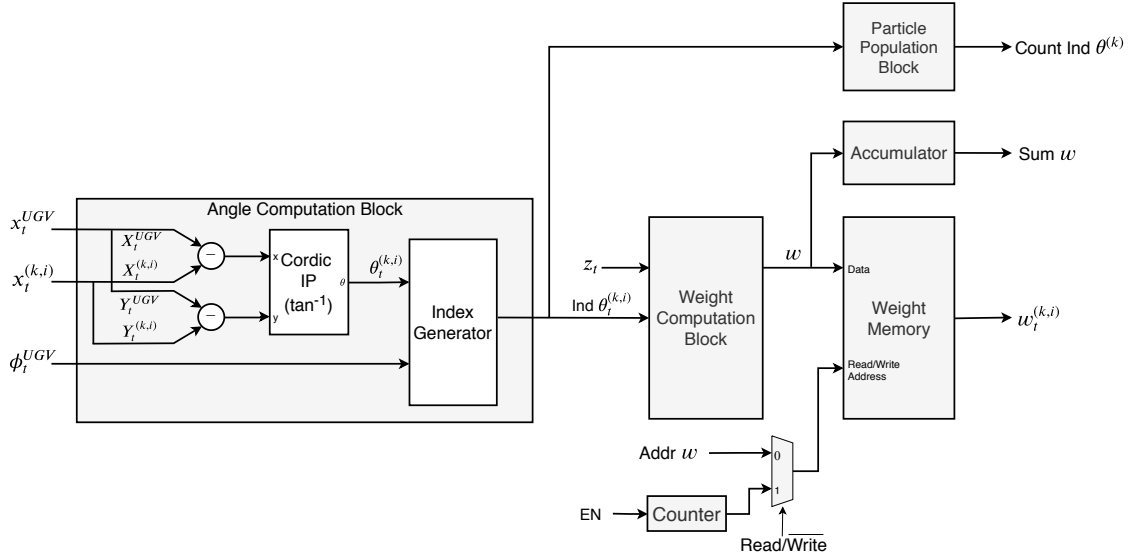 Particle
Population
Block
Count Ind θ^(k)
Accumulator
Sum w
Angle Computation Block
x_t^UGV
X_t^UGV
−
X_t^(k,i)
x_t^(k,i)
Y_t^UGV
−
Y_t^(k,i)
ϕ_t^UGV
x
y
Cordic
IP
(tan⁻¹)
θ
θ_t^(k,i)
Index
Generator
z_t
Ind θ_t^(k,i)
Weight
Computation
Block
w
Data
Weight
Memory
Read/Write
Address
w_t^(k,i)
Addr w
0
1
EN
Counter
Read/W̅r̅i̅t̅e̅